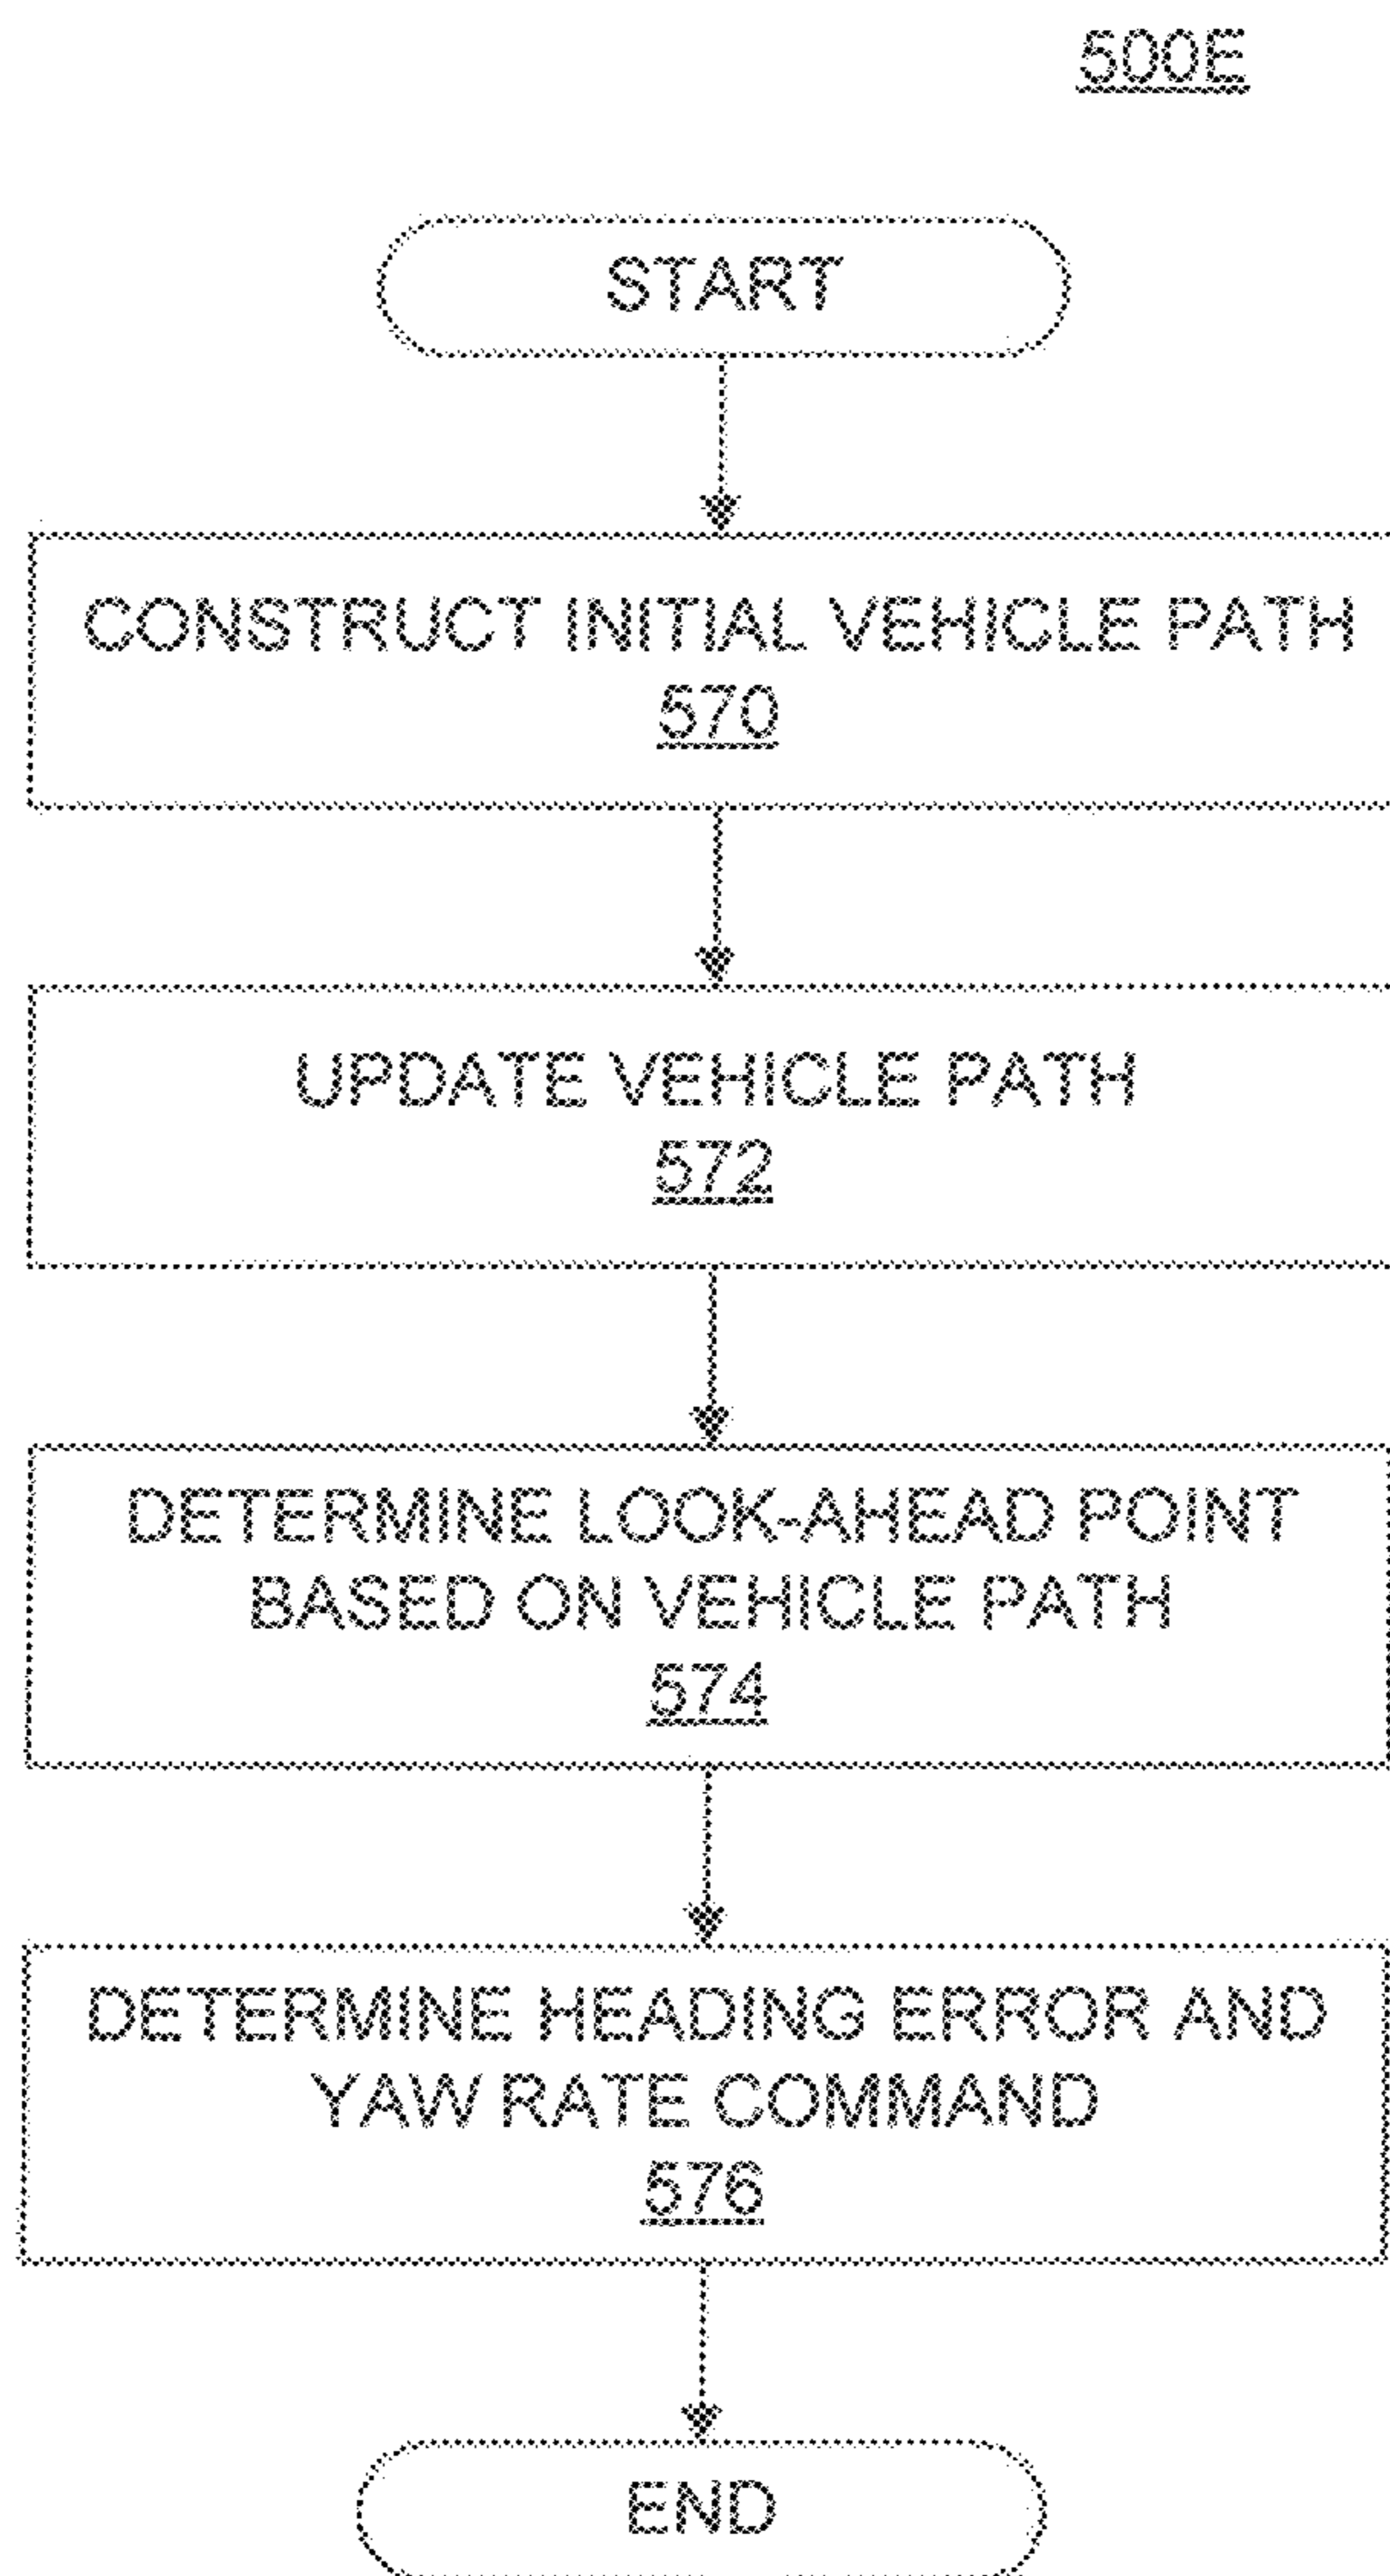 500E
START
CONSTRUCT INITIAL VEHICLE PATH
570
UPDATE VEHICLE PATH
572
DETERMINE LOOK-AHEAD POINT
BASED ON VEHICLE PATH
574
DETERMINE HEADING ERROR AND
YAW RATE COMMAND
576
END